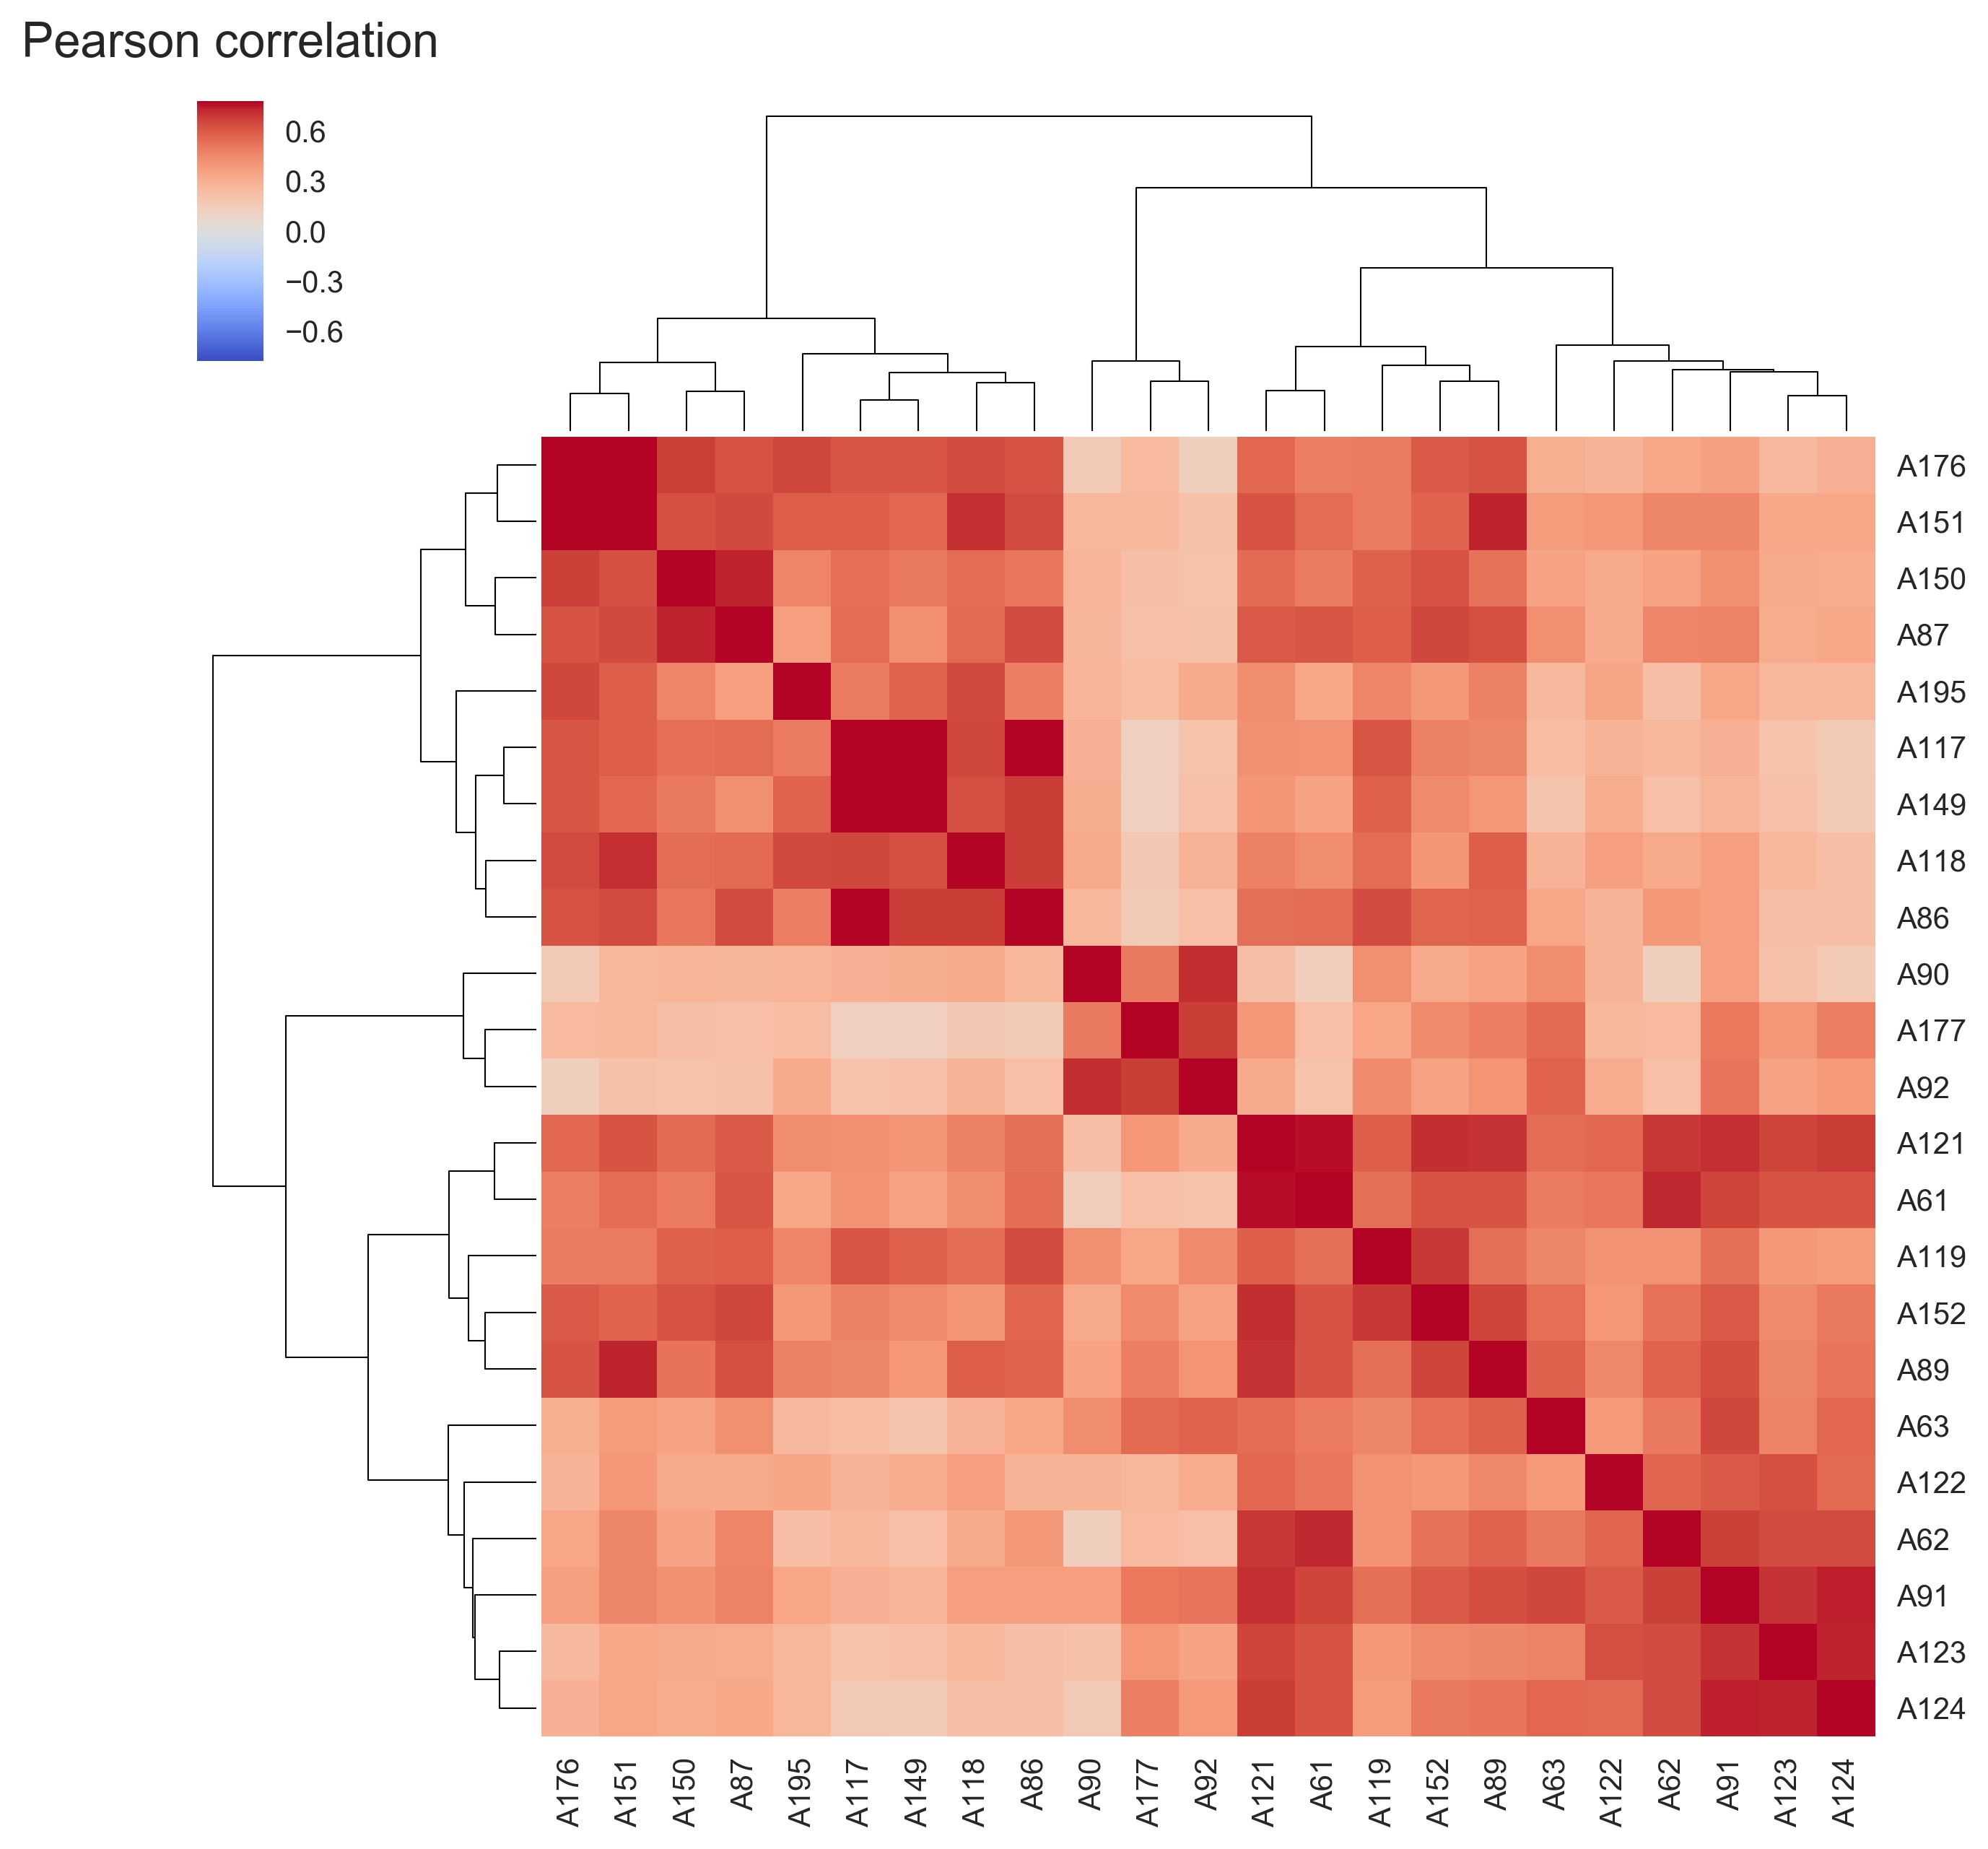 Pearson correlation
0.6
0.3
0.0
−0.3
−0.6
A176
A151
A150
A87
A195
A117
A149
A118
A86
A90
A177
A92
A121
A61
A119
A152
A89
A63
A122
A62
A91
A123
A124
A176 A151 A150 A87 A195 A117 A149 A118 A86 A90 A177 A92 A121 A61 A119 A152 A89 A63 A122 A62 A91 A123 A124